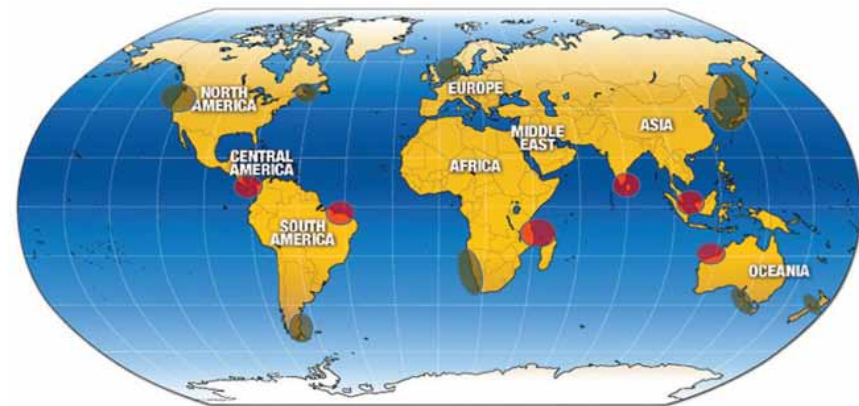 NORTH
AMERICA
EUROPE
ASIA
MIDDLE
EAST
CENTRAL
AMERICA
AFRICA
SOUTH
AMERICA
OCEANIA